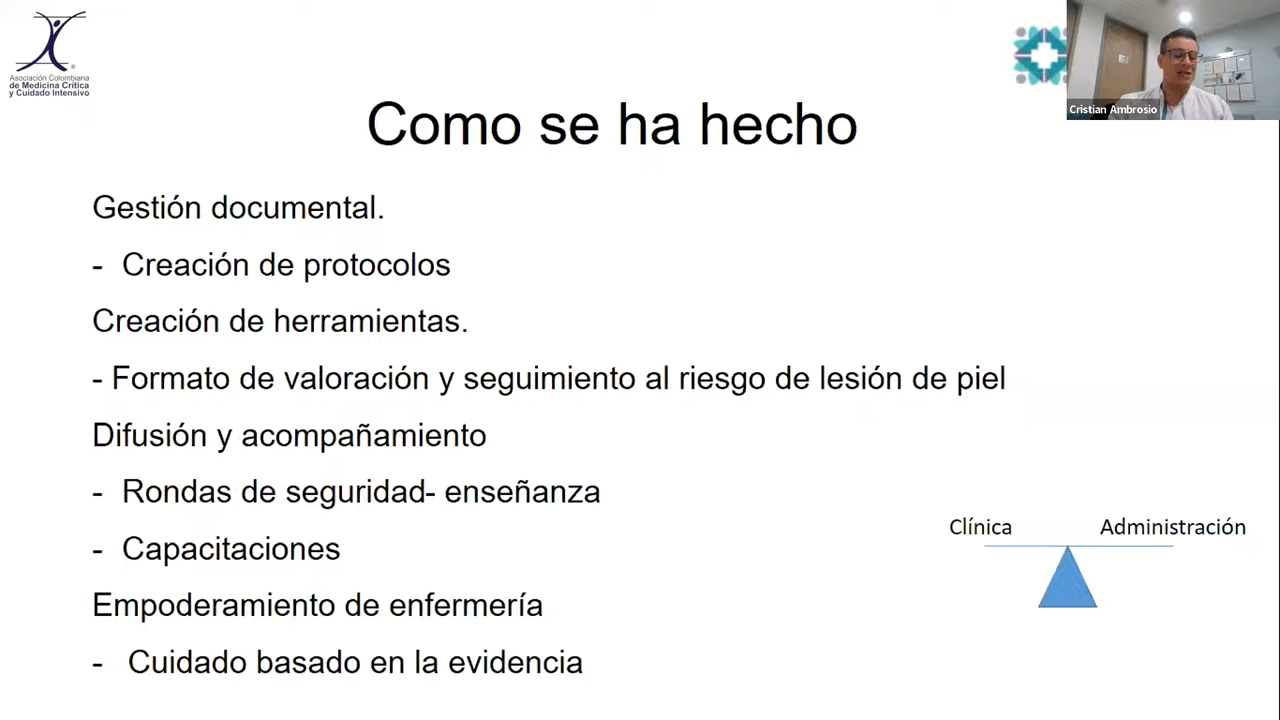 Asociación Colombiana
de Medicina Crítica
y Cuidado Intensivo
Cristian Ambrosio
Como se ha hecho
Gestión documental.
- Creación de protocolos
Creación de herramientas.
- Formato de valoración y seguimiento al riesgo de lesión de piel
Difusión y acompañamiento
- Rondas de seguridad- enseñanza
- Capacitaciones
Empoderamiento de enfermería
- Cuidado basado en la evidencia
Clínica
Administración